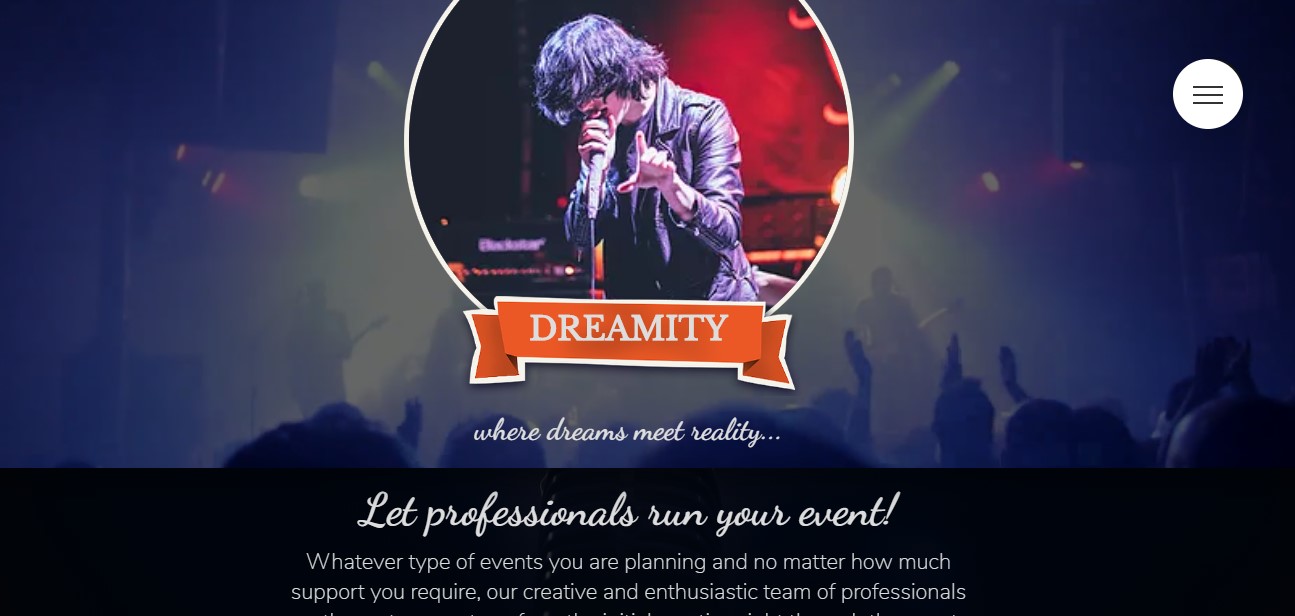 Blackstar
DREAMITY
where dreams meet reality...
Let professionals run your event!
Whatever type of events you are planning and no matter how much
support you require, our creative and enthusiastic team of professionals